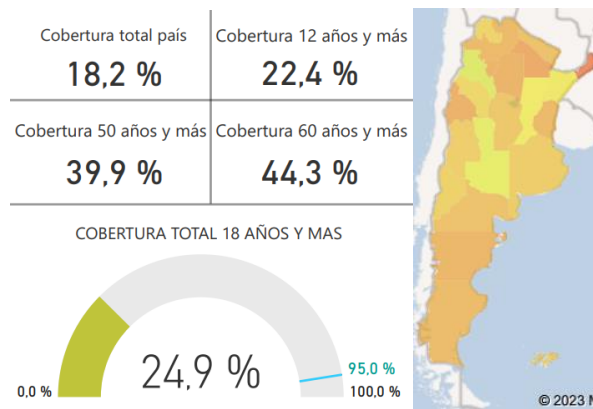 Cobertura total país
18,2 %
Cobertura 12 años y más
22,4 %
Cobertura 50 años y más
39,9 %
Cobertura 60 años y más
44,3 %
COBERTURA TOTAL 18 AÑOS Y MAS
24,9 %
95,0 %
0,0 %
100,0 %
© 2023 M